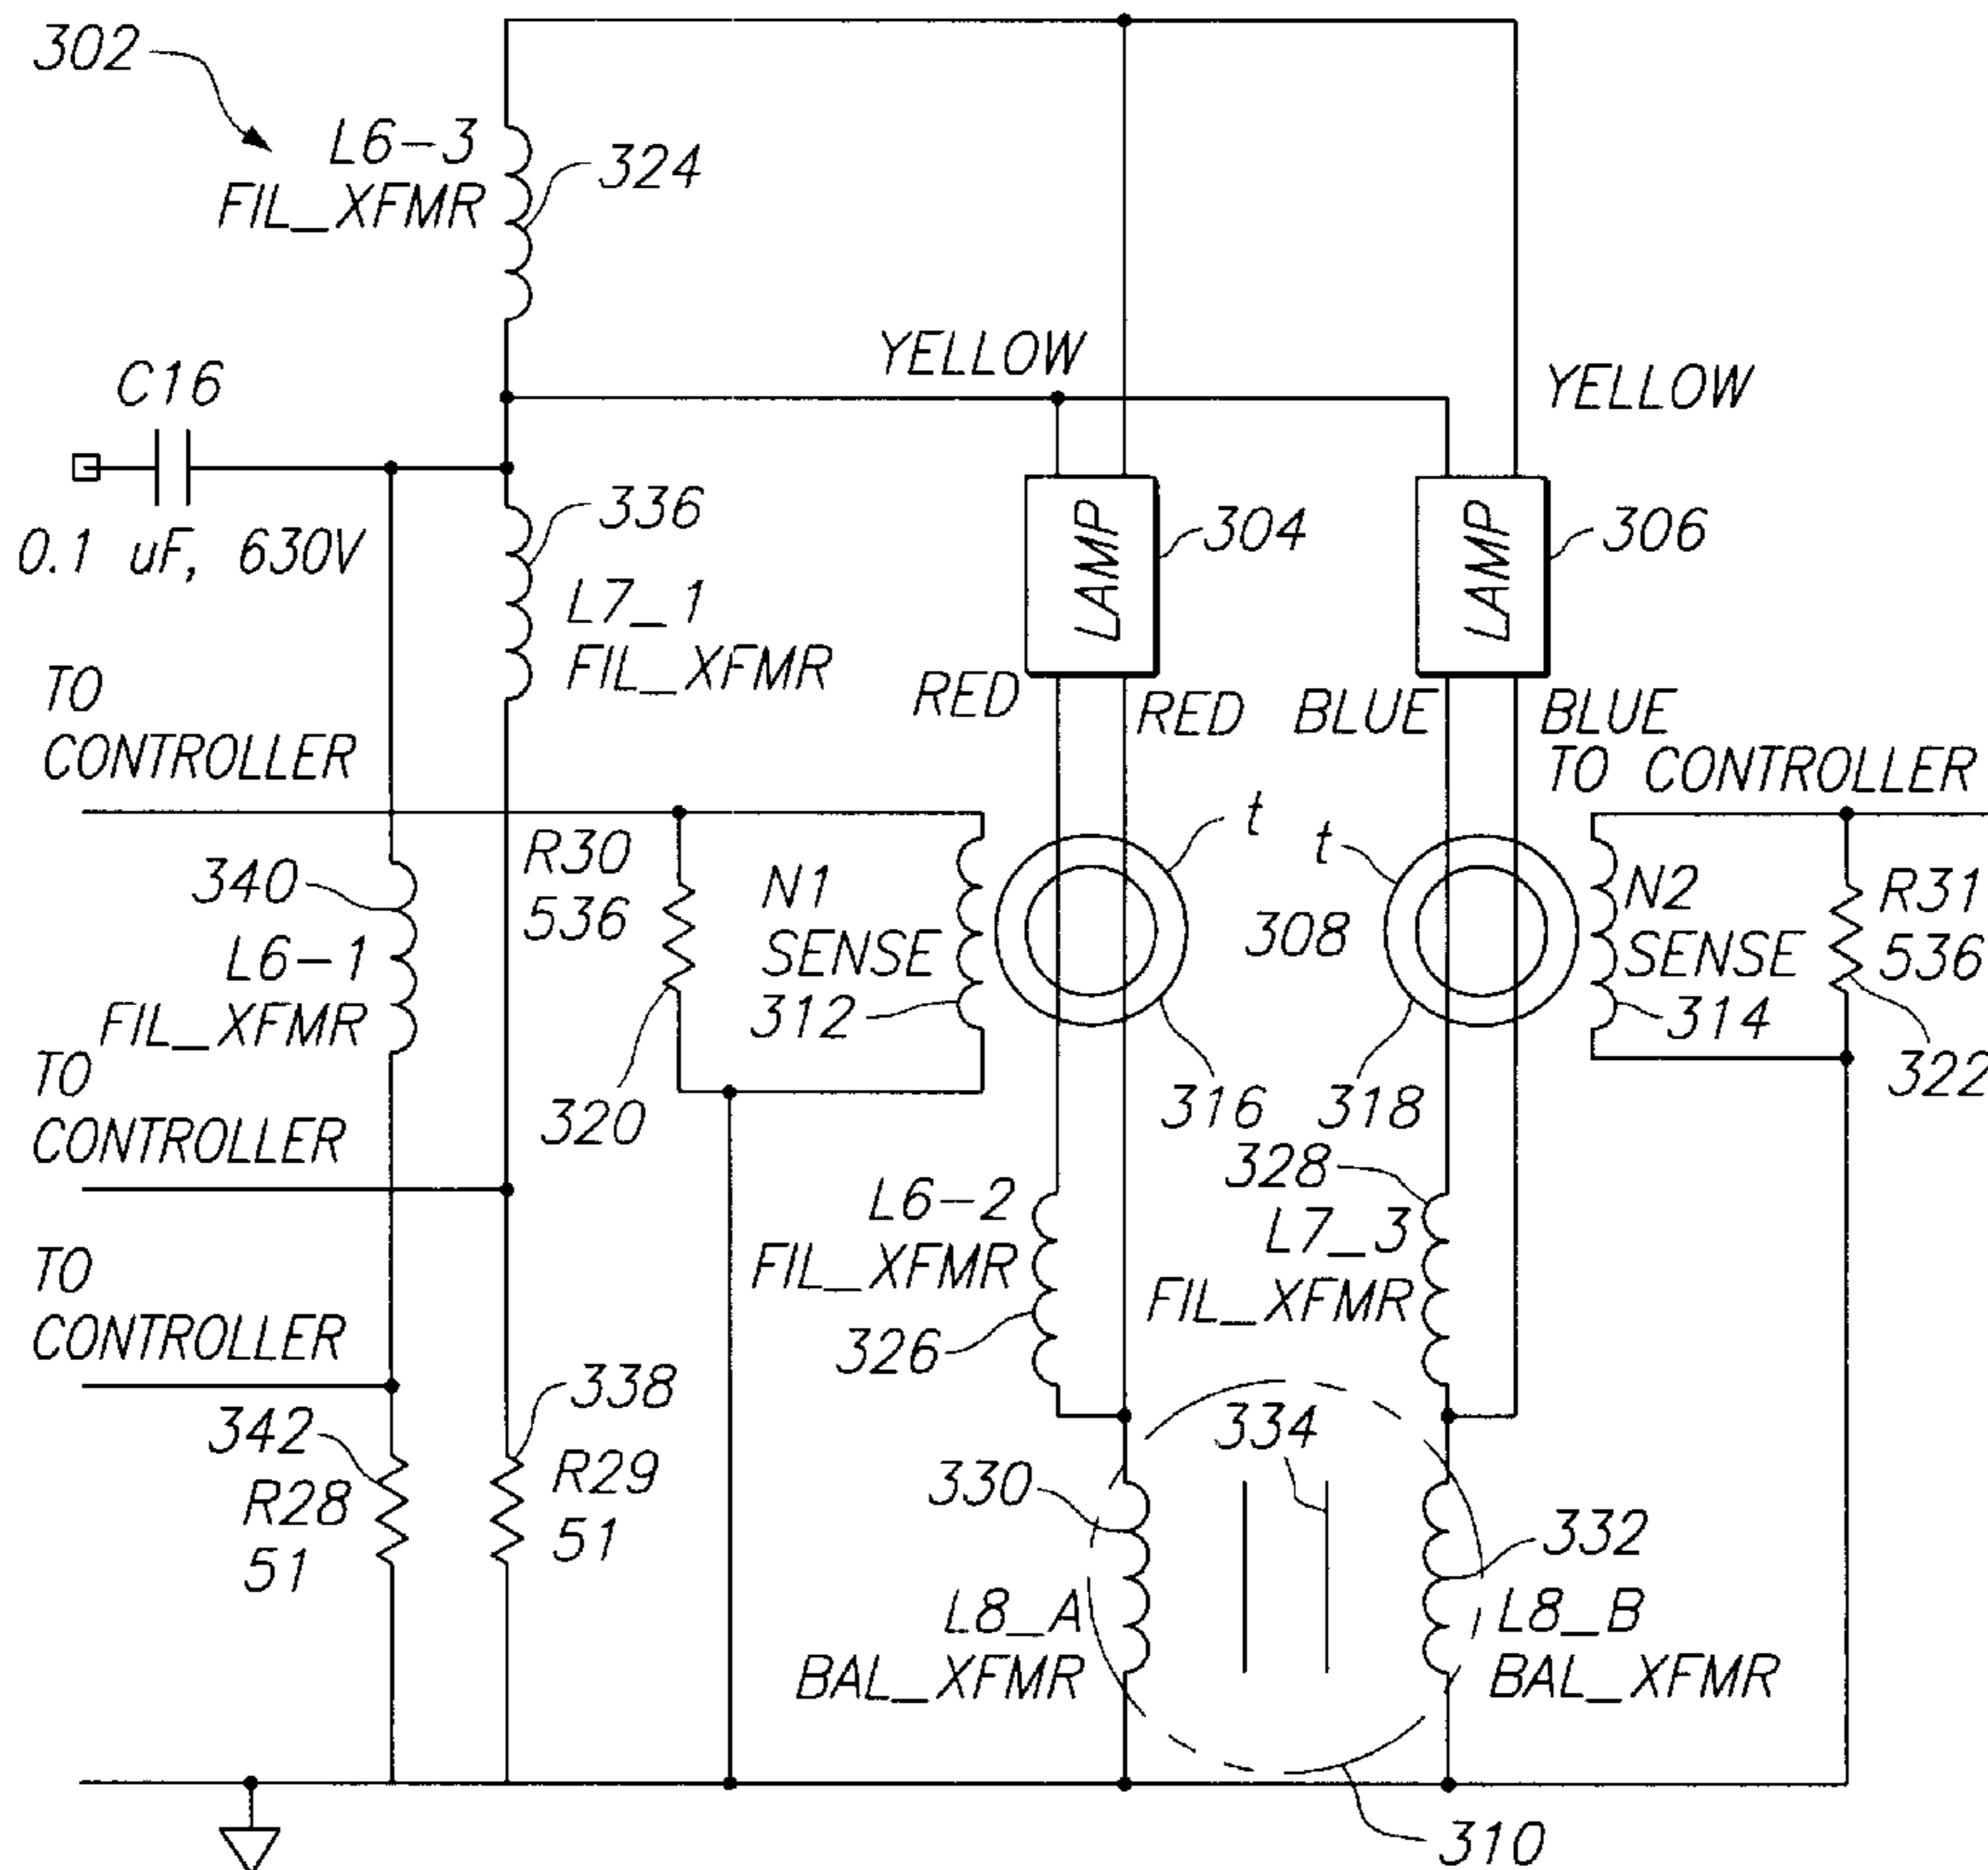 302
L6-3
FIL_XFMR
324
YELLOW
YELLOW
C16
0.1 uF, 630V
336
L7_1
FIL_XFMR
LAMP
304
LAMP
306
RED
RED
BLUE
BLUE
TO
CONTROLLER
TO CONTROLLER
340
L6-1
FIL_XFMR
R30
536
320
N1
SENSE
312
t
t
308
316
318
N2
SENSE
314
R31
536
322
TO
CONTROLLER
L6-2
FIL_XFMR
326
328
L7_3
FIL_XFMR
TO
CONTROLLER
342
R28
51
338
R29
51
334
330
L8_A
BAL_XFMR
332
L8_B
BAL_XFMR
310